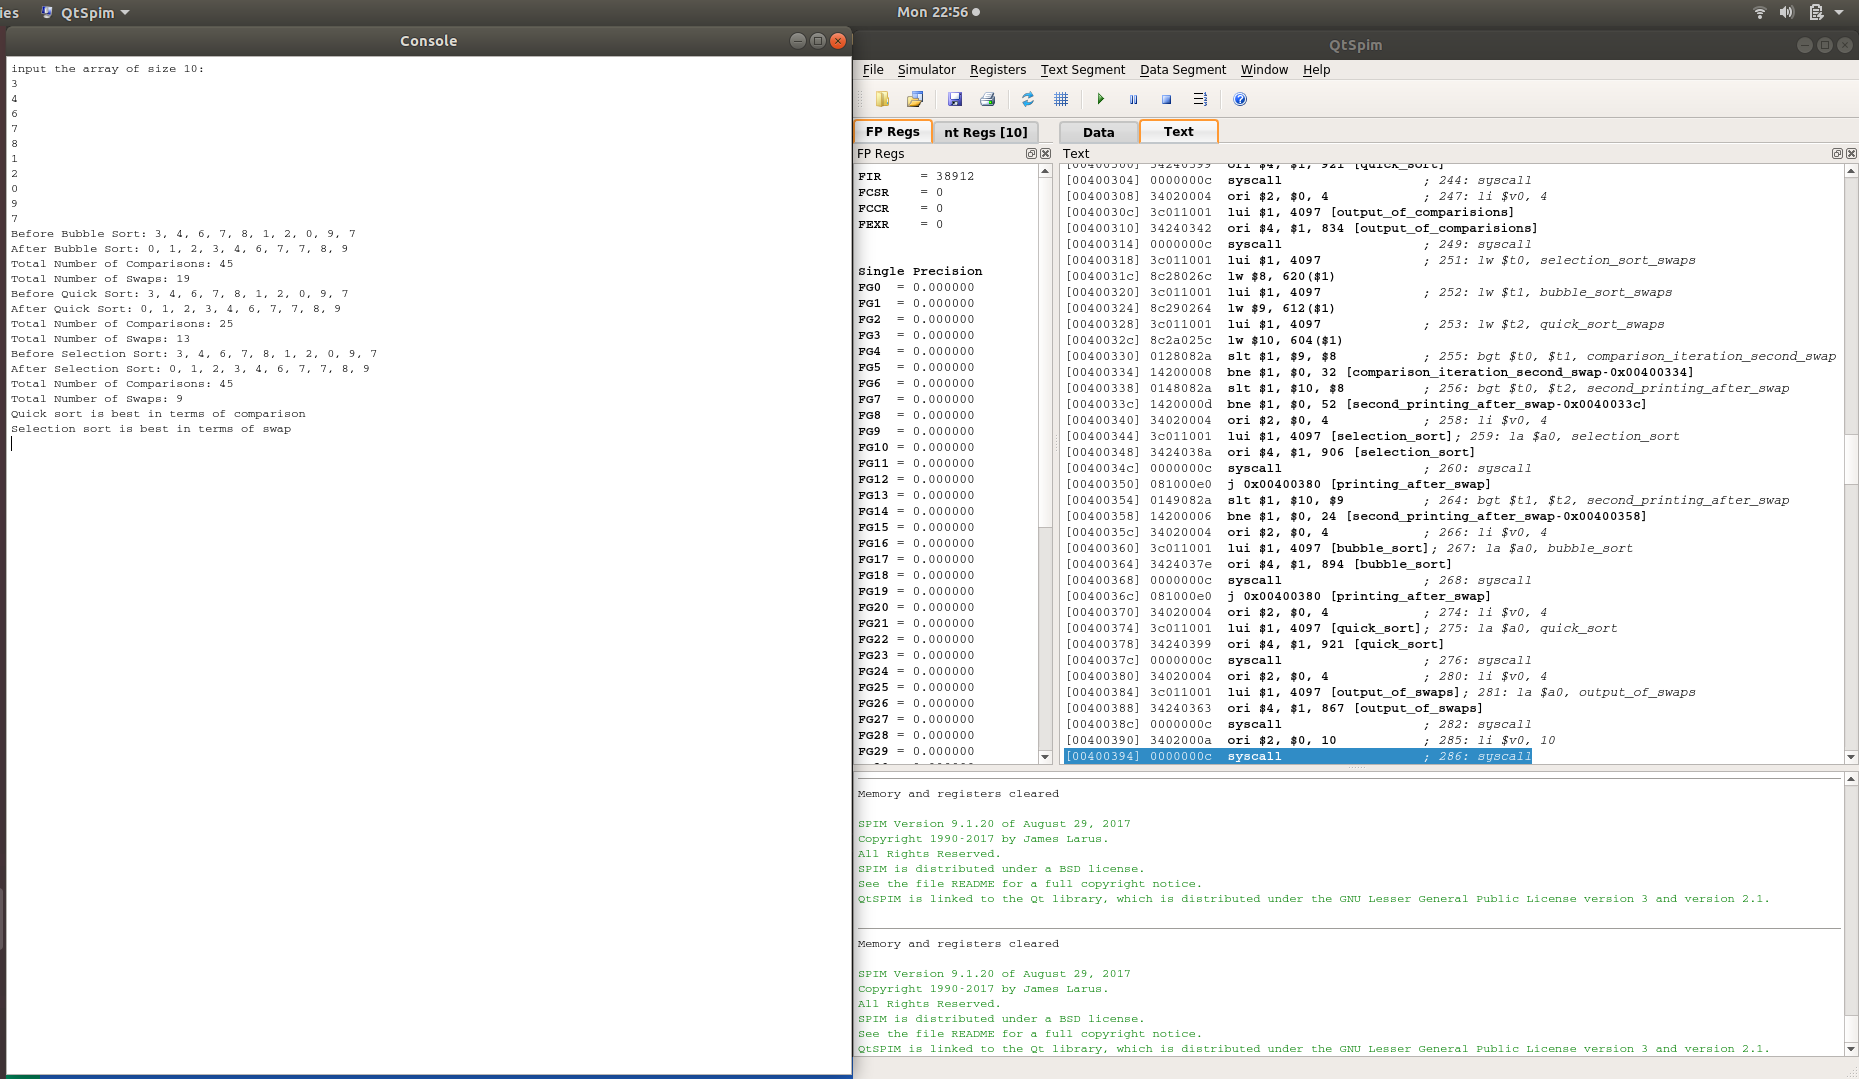 ies QtSpim
Mon 22:56
Console
input the array of size 10:
3
4
6
7
8
1
2
0
9
7
Before Bubble Sort: 3, 4, 6, 7, 8, 1, 2, 0, 9, 7
After Bubble Sort: 0, 1, 2, 3, 4, 6, 7, 7, 8, 9
Total Number of Comparisons: 45
Total Number of Swaps: 19
Before Quick Sort: 3, 4, 6, 7, 8, 1, 2, 0, 9, 7
After Quick Sort: 0, 1, 2, 3, 4, 6, 7, 7, 8, 9
Total Number of Comparisons: 25
Total Number of Swaps: 13
Before Selection Sort: 3, 4, 6, 7, 8, 1, 2, 0, 9, 7
After Selection Sort: 0, 1, 2, 3, 4, 6, 7, 7, 8, 9
Total Number of Comparisons: 45
Total Number of Swaps: 9
Quick sort is best in terms of comparison
Selection sort is best in terms of swap
QtSpim
File Simulator Registers Text Segment Data Segment Window Help
FP Regs nt Regs [10]
FP Regs
FIR = 38912
FCSR = 0
FCCR = 0
FEXR = 0
Single Precision
FG0 = 0.000000
FG1 = 0.000000
FG2 = 0.000000
FG3 = 0.000000
FG4 = 0.000000
FG5 = 0.000000
FG6 = 0.000000
FG7 = 0.000000
FG8 = 0.000000
FG9 = 0.000000
FG10 = 0.000000
FG11 = 0.000000
FG12 = 0.000000
FG13 = 0.000000
FG14 = 0.000000
FG15 = 0.000000
FG16 = 0.000000
FG17 = 0.000000
FG18 = 0.000000
FG19 = 0.000000
FG20 = 0.000000
FG21 = 0.000000
FG22 = 0.000000
FG23 = 0.000000
FG24 = 0.000000
FG25 = 0.000000
FG26 = 0.000000
FG27 = 0.000000
FG28 = 0.000000
FG29 = 0.000000
Data Text
Text
[00400300] 34240399 ori $4, $1, 921 [quick_sort]
[00400304] 0000000c syscall ; 244: syscall
[00400308] 34020004 ori $2, $0, 4 ; 247: li $v0, 4
[0040030c] 3c011001 lui $1, 4097 [output_of_comparisions]
[00400310] 34240342 ori $4, $1, 834 [output_of_comparisions]
[00400314] 0000000c syscall ; 249: syscall
[00400318] 3c011001 lui $1, 4097 ; 251: lw $t0, selection_sort_swaps
[0040031c] 8c28026c lw $8, 620($1)
[00400320] 3c011001 lui $1, 4097 ; 252: lw $t1, bubble_sort_swaps
[00400324] 8c290264 lw $9, 612($1)
[00400328] 3c011001 lui $1, 4097 ; 253: lw $t2, quick_sort_swaps
[0040032c] 8c2a025c lw $10, 604($1)
[00400330] 0128082a slt $1, $9, $8 ; 255: bgt $t0, $t1, comparison_iteration_second_swap
[00400334] 14200008 bne $1, $0, 32 [comparison_iteration_second_swap-0x00400334]
[00400338] 0148082a slt $1, $10, $8 ; 256: bgt $t0, $t2, second_printing_after_swap
[0040033c] 1420000d bne $1, $0, 52 [second_printing_after_swap-0x0040033c]
[00400340] 34020004 ori $2, $0, 4 ; 258: li $v0, 4
[00400344] 3c011001 lui $1, 4097 [selection_sort]; 259: la $a0, selection_sort
[00400348] 3424038a ori $4, $1, 906 [selection_sort]
[0040034c] 0000000c syscall ; 260: syscall
[00400350] 081000e0 j 0x00400380 [printing_after_swap]
[00400354] 0149082a slt $1, $10, $9 ; 264: bgt $t1, $t2, second_printing_after_swap
[00400358] 14200006 bne $1, $0, 24 [second_printing_after_swap-0x00400358]
[0040035c] 34020004 ori $2, $0, 4 ; 266: li $v0, 4
[00400360] 3c011001 lui $1, 4097 [bubble_sort]; 267: la $a0, bubble_sort
[00400364] 3424037e ori $4, $1, 894 [bubble_sort]
[00400368] 0000000c syscall ; 268: syscall
[0040036c] 081000e0 j 0x00400380 [printing_after_swap]
[00400370] 34020004 ori $2, $0, 4 ; 274: li $v0, 4
[00400374] 3c011001 lui $1, 4097 [quick_sort]; 275: la $a0, quick_sort
[00400378] 34240399 ori $4, $1, 921 [quick_sort]
[0040037c] 0000000c syscall ; 276: syscall
[00400380] 34020004 ori $2, $0, 4 ; 280: li $v0, 4
[00400384] 3c011001 lui $1, 4097 [output_of_swaps]; 281: la $a0, output_of_swaps
[00400388] 34240363 ori $4, $1, 867 [output_of_swaps]
[0040038c] 0000000c syscall ; 282: syscall
[00400390] 3402000a ori $2, $0, 10 ; 285: li $v0, 10
[00400394] 0000000c syscall ; 286: syscall
Memory and registers cleared
SPIM Version 9.1.20 of August 29, 2017
Copyright 1990-2017 by James Larus.
All Rights Reserved.
SPIM is distributed under a BSD license.
See the file README for a full copyright notice.
QtSPIM is linked to the Qt library, which is distributed under the GNU Lesser General Public License version 3 and version 2.1.
Memory and registers cleared
SPIM Version 9.1.20 of August 29, 2017
Copyright 1990-2017 by James Larus.
All Rights Reserved.
SPIM is distributed under a BSD license.
See the file README for a full copyright notice.
QtSPIM is linked to the Qt library, which is distributed under the GNU Lesser General Public License version 3 and version 2.1.